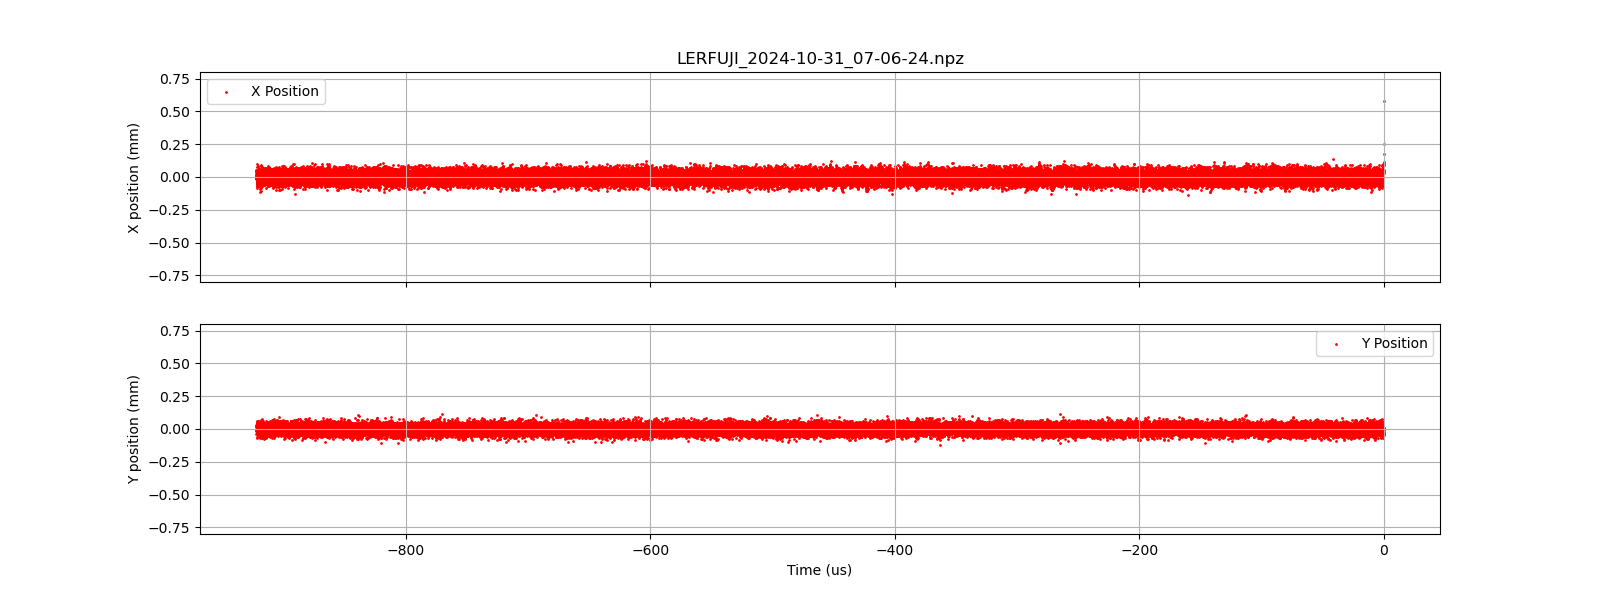 LERFUJI_2024-10-31_07-06-24.npz
X Position
X position (mm)
0.75
0.50
0.25
0.00
−0.25
−0.50
−0.75
Y Position
Y position (mm)
0.75
0.50
0.25
0.00
−0.25
−0.50
−0.75
−800 −600 −400 −200 0
Time (us)